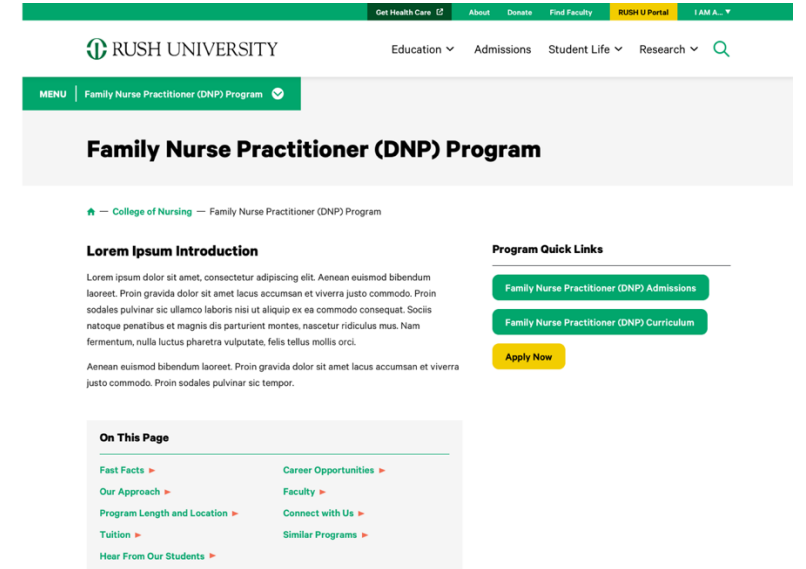 Get Health Care About Donate Find Faculty RUSH U Portal I AM A...
RUSH UNIVERSITY
Education Admissions Student Life Research
MENU Family Nurse Practitioner (DNP) Program
Family Nurse Practitioner (DNP) Program
— College of Nursing — Family Nurse Practitioner (DNP) Program
Lorem Ipsum Introduction
Lorem ipsum dolor sit amet, consectetur adipiscing elit. Aenean euismod bibendum
laoreet. Proin gravida dolor sit amet lacus accumsan et viverra justo commodo. Proin
sodales pulvinar sic ullamco laboris nisi ut aliquip ex ea commodo consequat. Sociis
natoque penatibus et magnis dis parturient montes, nascetur ridiculus mus. Nam
fermentum, nulla luctus pharetra vulputate, felis tellus mollis orci.
Aenean euismod bibendum laoreet. Proin gravida dolor sit amet lacus accumsan et viverra
justo commodo. Proin sodales pulvinar sic tempor.
Program Quick Links
Family Nurse Practitioner (DNP) Admissions
Family Nurse Practitioner (DNP) Curriculum
Apply Now
On This Page
Fast Facts
Our Approach
Program Length and Location
Tuition
Hear From Our Students
Career Opportunities
Faculty
Connect with Us
Similar Programs